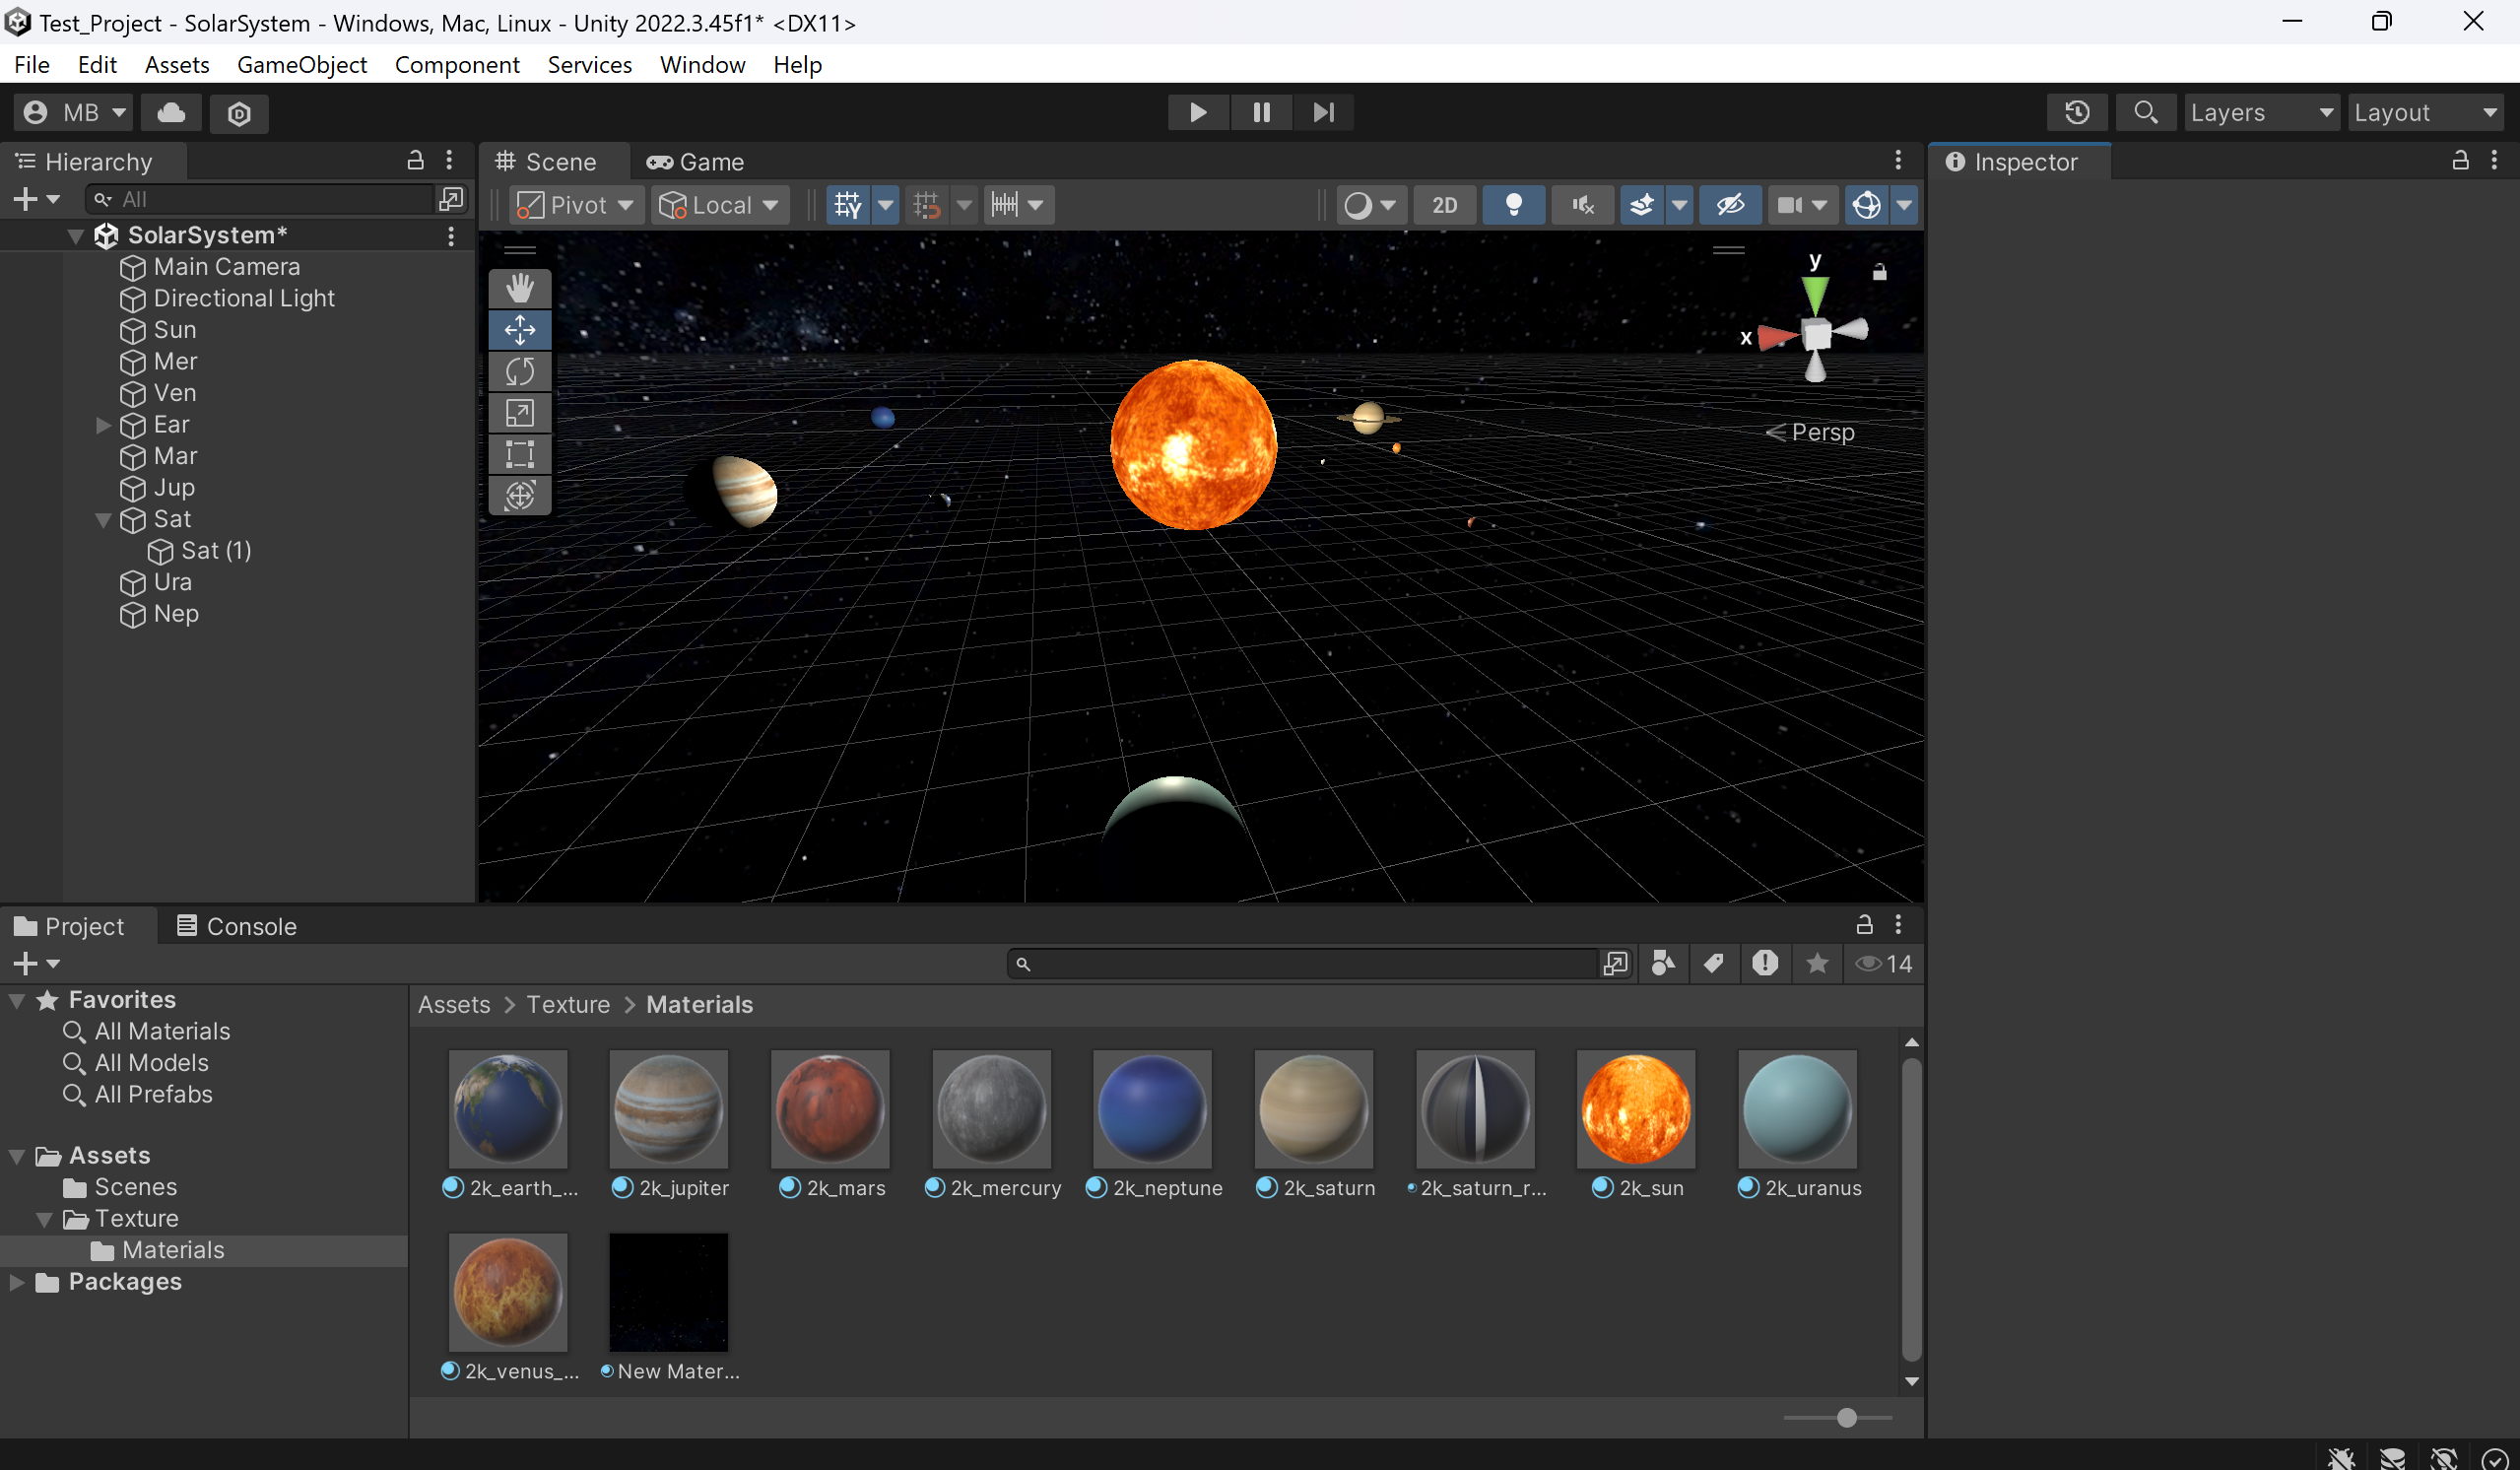 Test_Project - SolarSystem - Windows, Mac, Linux - Unity 2022.3.45f1* <DX11>
File Edit Assets GameObject Component Services Window Help
MB Layers Layout
Hierarchy
All
SolarSystem*
Main Camera
Directional Light
Sun
Mer
Ven
Ear
Mar
Jup
Sat
Sat (1)
Ura
Nep
Scene Game
Pivot Local 2D
y
x
Persp
Inspector
Project Console
14
Favorites
All Materials
All Models
All Prefabs
Assets
Scenes
Texture
Materials
Packages
Assets > Texture > Materials
2k_earth_... 2k_jupiter 2k_mars 2k_mercury 2k_neptune 2k_saturn 2k_saturn_r... 2k_sun 2k_uranus
2k_venus_... New Mater...